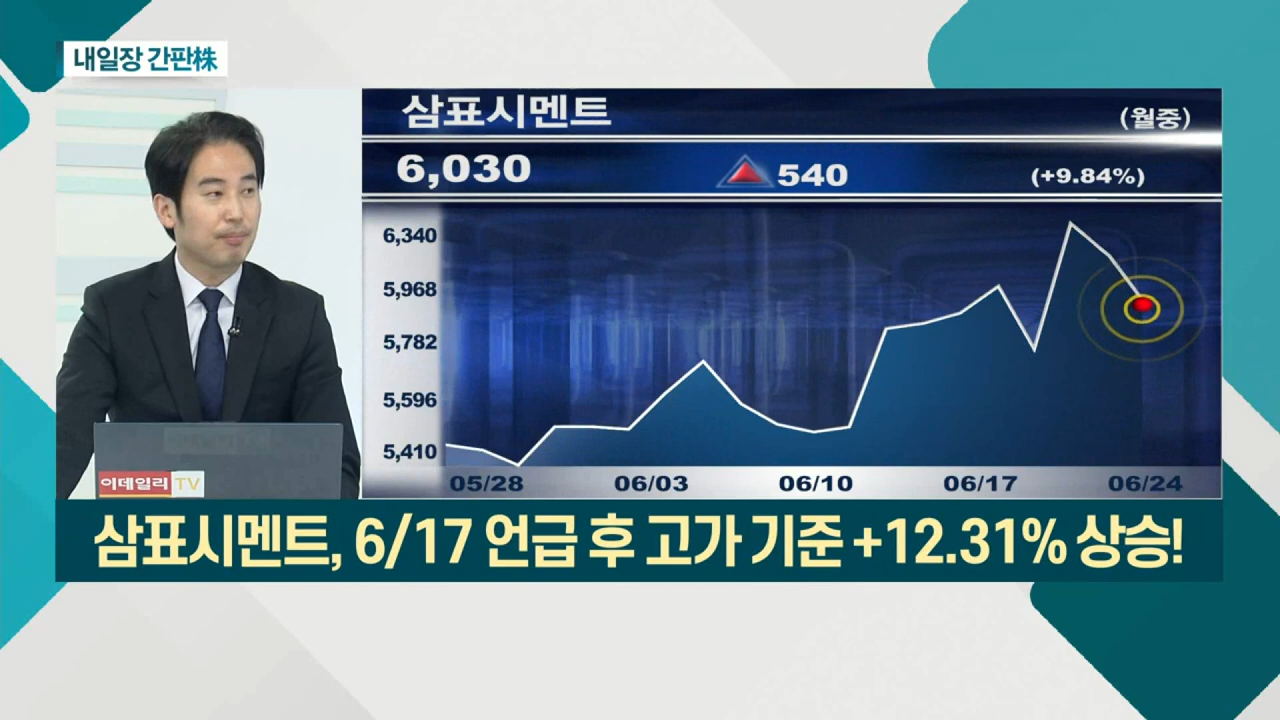 내일장 간판株
삼표시멘트
(월중)
6,030 ▲ 540 (+9.84%)
6,340
5,968
5,782
5,596
5,410
05/28 06/03 06/10 06/17 06/24
이데일리 TV
삼표시멘트, 6/17 언급 후 고가 기준 +12.31% 상승!